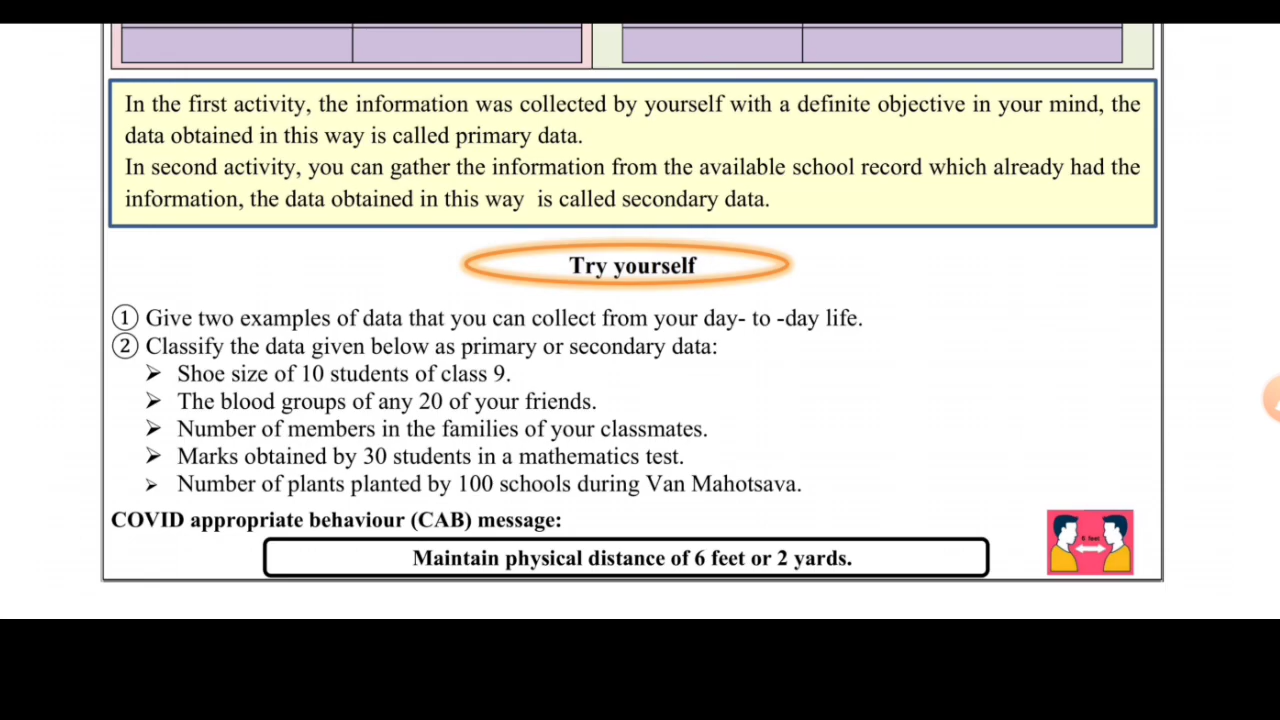 In the first activity, the information was collected by yourself with a definite objective in your mind, the
data obtained in this way is called primary data.
In second activity, you can gather the information from the available school record which already had the
information, the data obtained in this way is called secondary data.
Try yourself
① Give two examples of data that you can collect from your day- to -day life.
② Classify the data given below as primary or secondary data:
➢ Shoe size of 10 students of class 9.
➢ The blood groups of any 20 of your friends.
➢ Number of members in the families of your classmates.
➢ Marks obtained by 30 students in a mathematics test.
➢ Number of plants planted by 100 schools during Van Mahotsava.
COVID appropriate behaviour (CAB) message:
6 feet
Maintain physical distance of 6 feet or 2 yards.